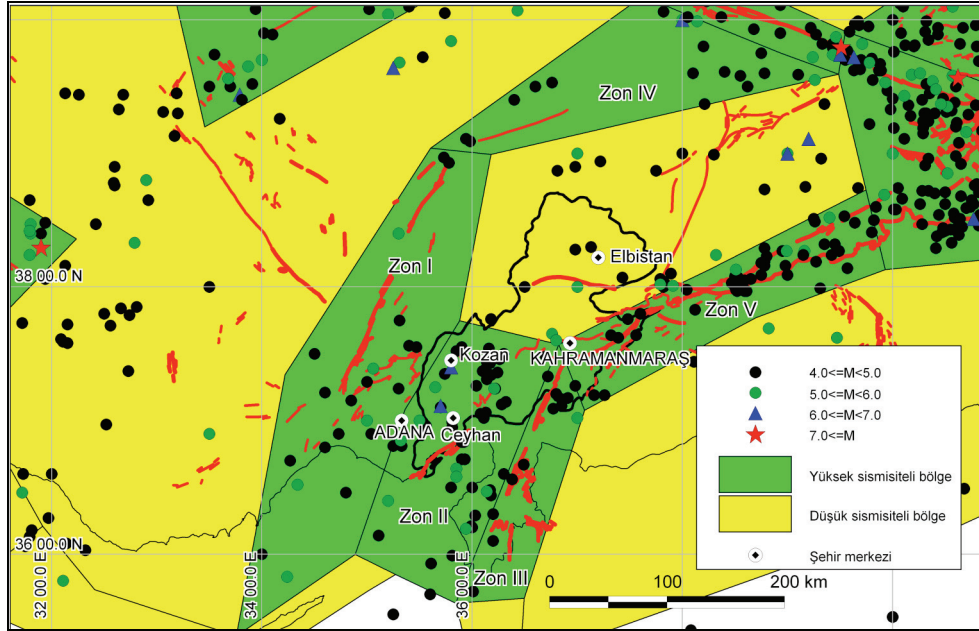 Zon IV
Zon I
Elbistan
38 00.0 N
Zon V
Kozan
KAHRAMANMARAŞ
ADANA
Ceyhan
Zon II
36 00.0 N
32 00.0 E
34 00.0 E
36 00.0 E
Zon III
0 100 200 km
4.0<=M<5.0
5.0<=M<6.0
6.0<=M<7.0
7.0<=M
Yüksek sismisiteli bölge
Düşük sismisiteli bölge
Şehir merkezi